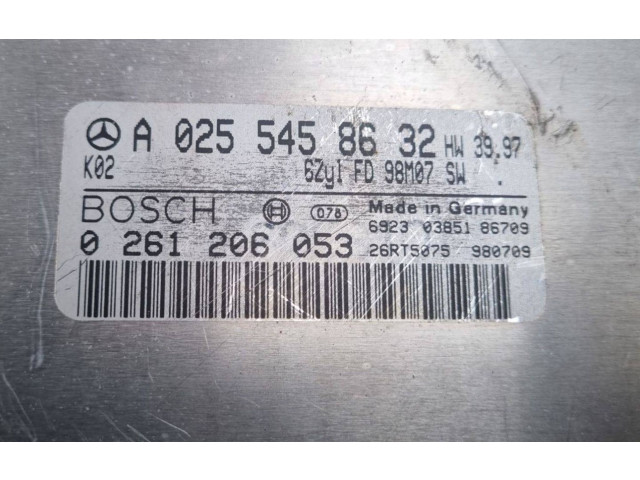 A 025 545 86 32 HW 39.97
K02 6Zyl FD 98M07 SW .
BOSCH 078 Made in Germany
6923 03851 86709
0 261 206 053 26RT5075 980709